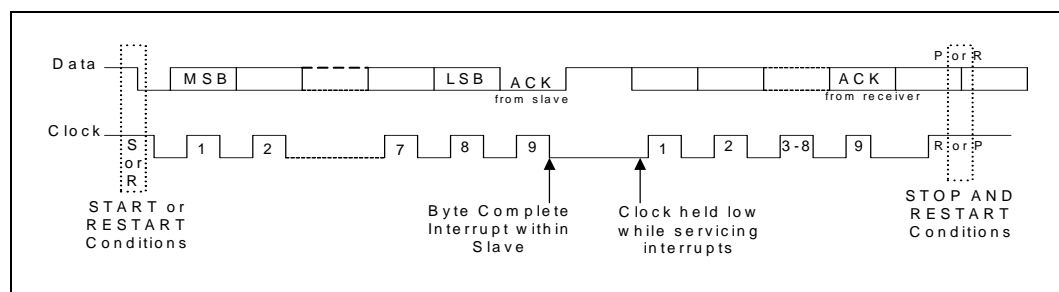 P or R
Data
MSB
LSB
ACK
from slave
ACK
from receiver
Clock
S or R
1
2
7
8
9
1
2
3-8
9
R or P
START or
RESTART
Conditions
Byte Complete
Interrupt within
Slave
Clock held low
while servicing
interrupts
STOP AND
RESTART
Conditions